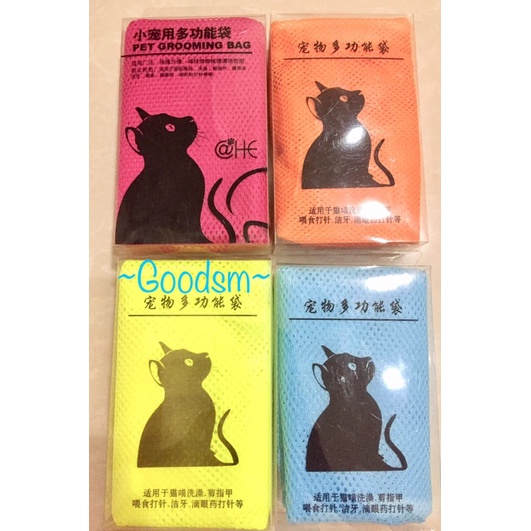 小宠用多功能袋
PET GROOMING BAG
@HE
宠物多功能袋
适用于猫喵洗澡、剪指甲
喂食打针、洁牙、滴眼药打针等
~Goodsm~
宠物多功能袋
适用于猫喵洗澡、剪指甲
喂食打针、洁牙、滴眼药打针等
宠物多功能袋
适用于猫喵洗澡、剪指甲
喂食打针、洁牙、滴眼药打针等